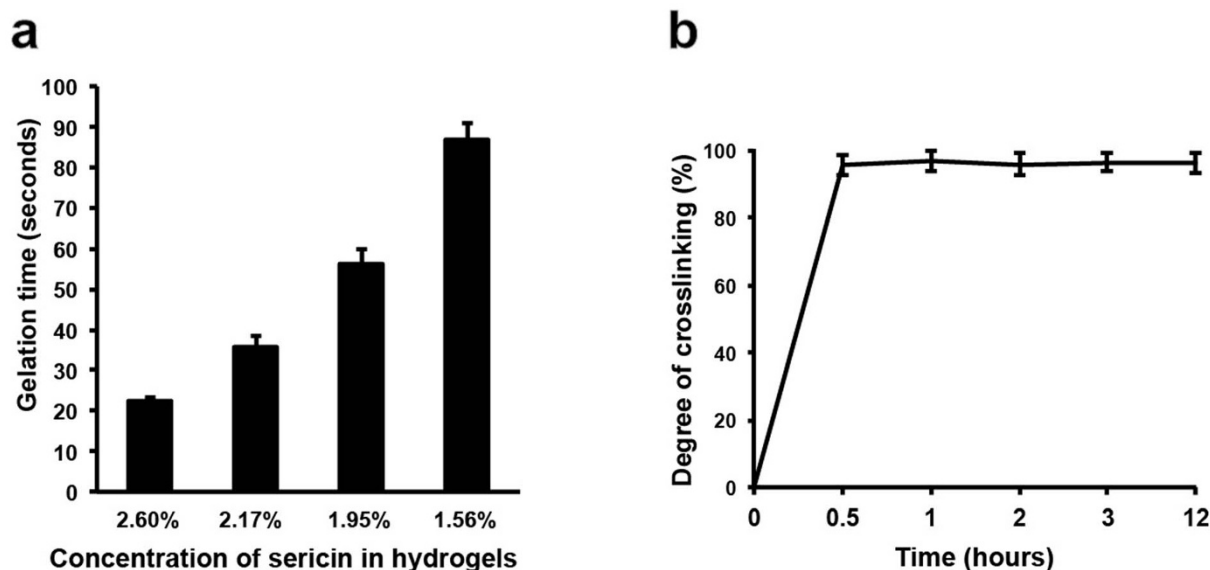 a
Gelation time (seconds)
100
90
80
70
60
50
40
30
20
10
0
2.60% 2.17% 1.95% 1.56%
Concentration of sericin in hydrogels
b
Degree of crosslinking (%)
100
80
60
40
20
0
0 0.5 1 2 3 12
Time (hours)